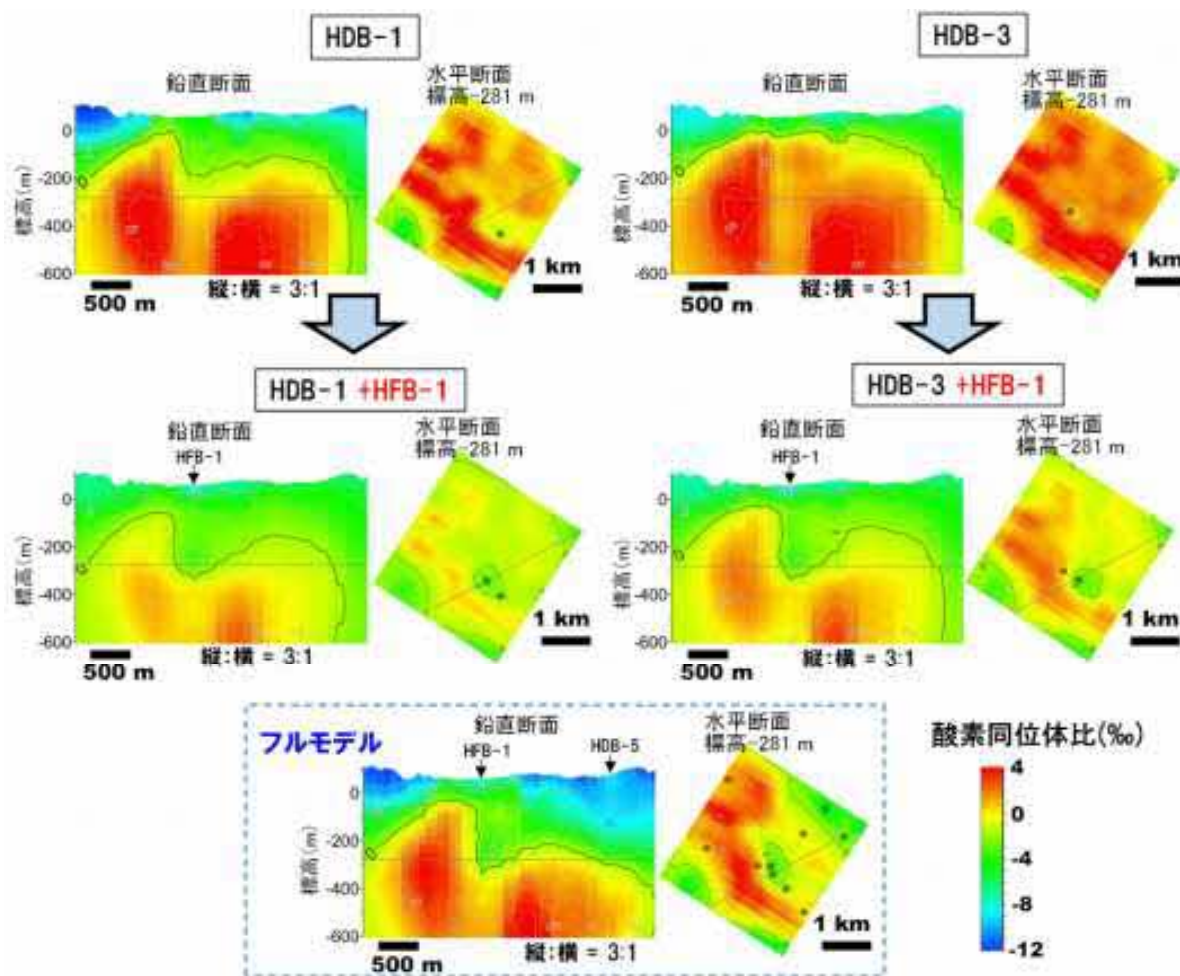 HDB-1
鉛直断面
水平断面
標高-281 m
0
-200
-400
-600
標高(m)
0
500 m
縦:横 = 3:1
1 km
HDB-3
鉛直断面
水平断面
標高-281 m
0
-200
-400
-600
標高(m)
0
500 m
縦:横 = 3:1
1 km
HDB-1 +HFB-1
鉛直断面
HFB-1
水平断面
標高-281 m
0
-200
-400
-600
標高(m)
0
500 m
縦:横 = 3:1
1 km
HDB-3 +HFB-1
鉛直断面
HFB-1
水平断面
標高-281 m
0
-200
-400
-600
標高(m)
0
500 m
縦:横 = 3:1
1 km
フルモデル
鉛直断面
HFB-1
HDB-5
水平断面
標高-281 m
0
-200
-400
-600
標高(m)
0
500 m
縦:横 = 3:1
1 km
酸素同位体比(‰)
4
0
-4
-8
-12